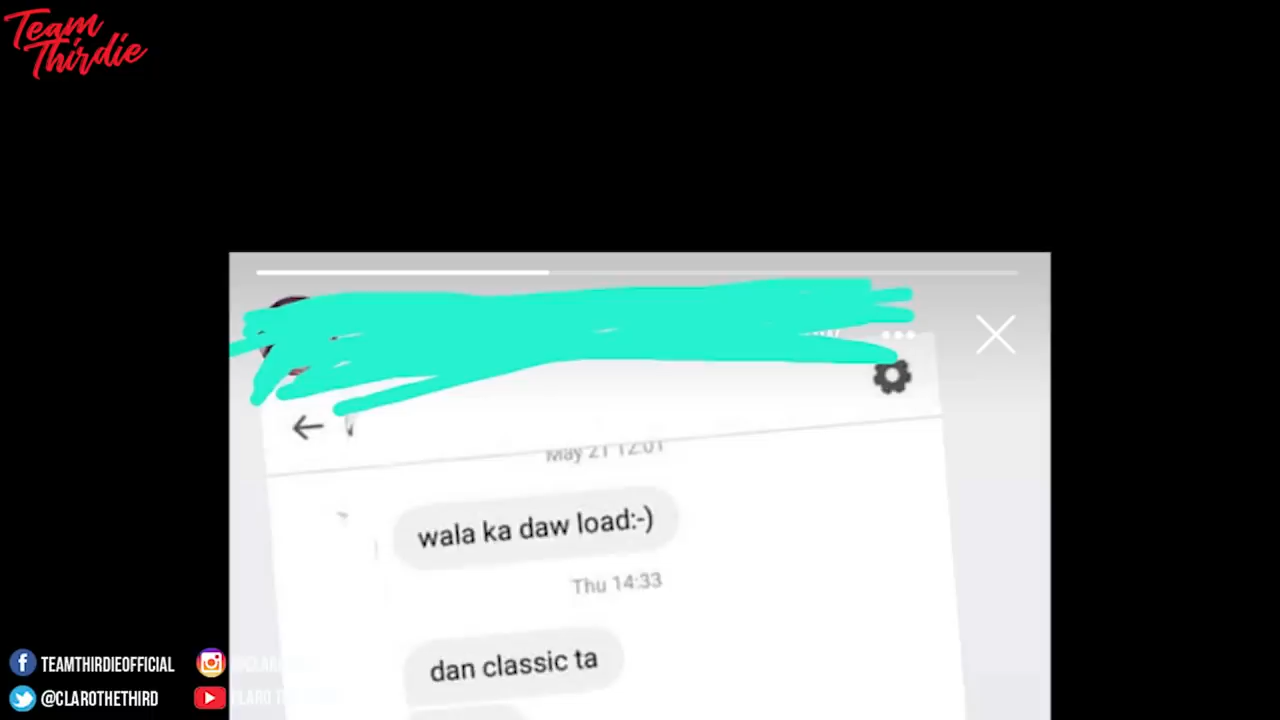 Team
Thirdie
May 21 12:01
wala ka daw load:-)
Thu 14:33
dan classic ta
TEAMTHIRDIEOFFICIAL
@CLAROTHETHIRD